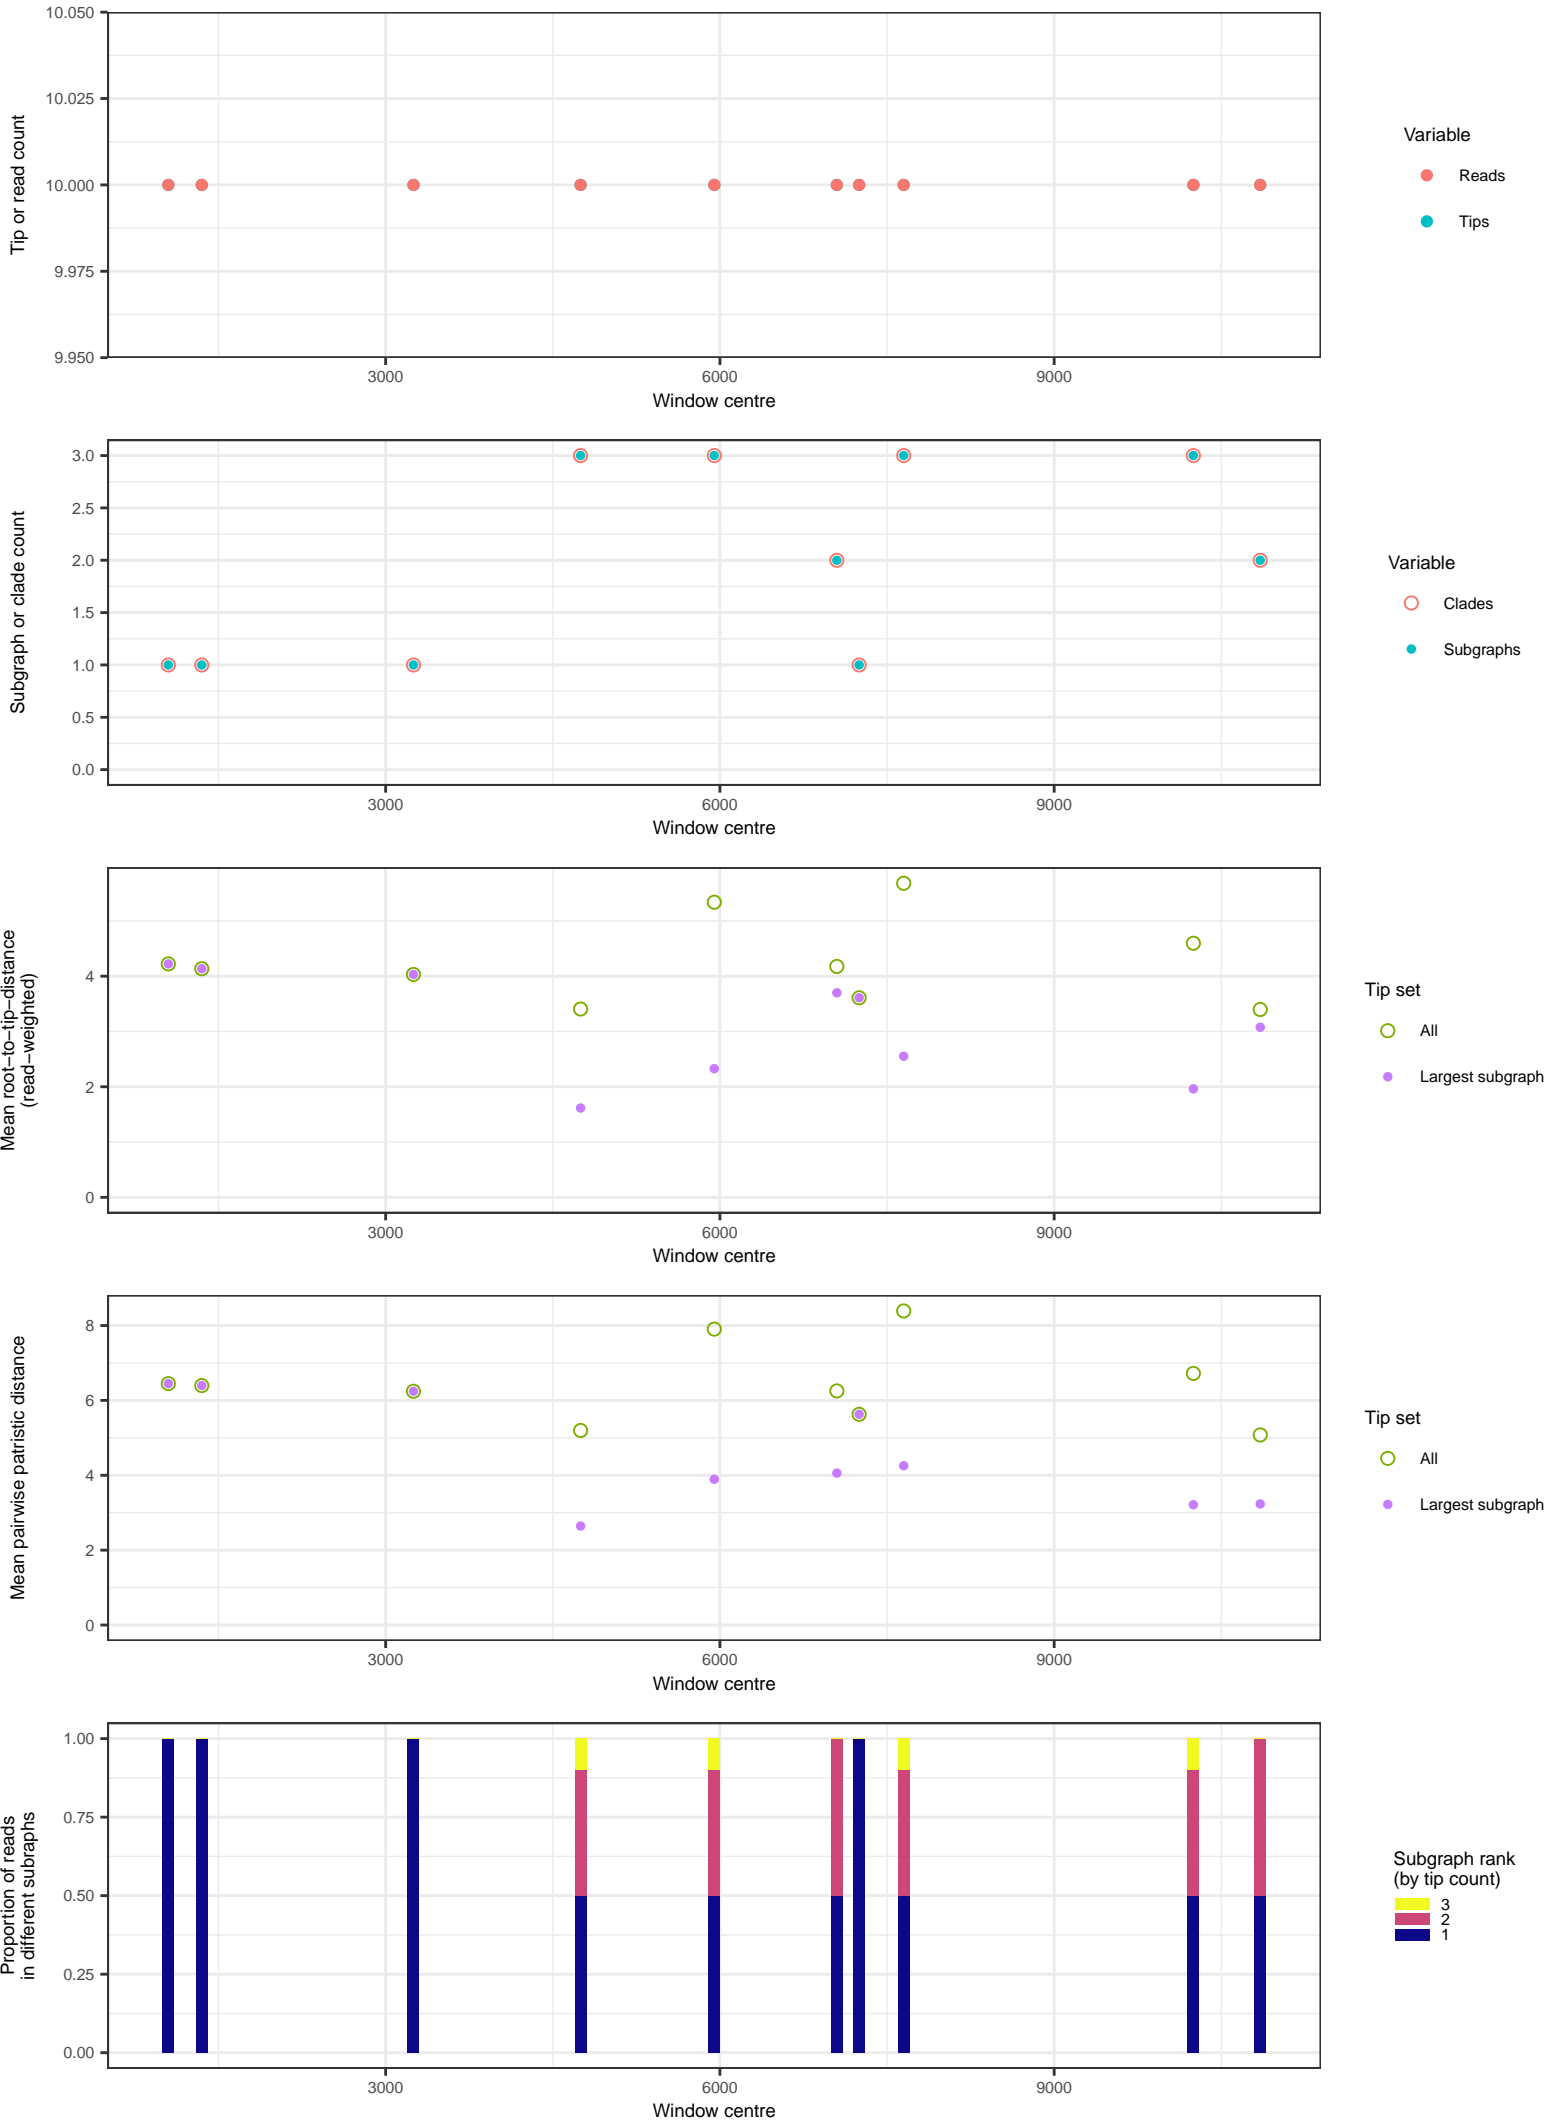 10.050
10.025
10.000
9.975
9.950
Tip or read count
3000 6000 9000
Window centre
Variable
Reads
Tips
3.0
2.5
2.0
1.5
1.0
0.5
0.0
Subgraph or clade count
3000 6000 9000
Window centre
Variable
Clades
Subgraphs
4
2
0
Mean root−to−tip−distance
(read−weighted)
3000 6000 9000
Window centre
Tip set
All
Largest subgraph
8
6
4
2
0
Mean pairwise patristic distance
3000 6000 9000
Window centre
Tip set
All
Largest subgraph
1.00
0.75
0.50
0.25
0.00
Proportion of reads
in different subraphs
3000 6000 9000
Window centre
Subgraph rank
(by tip count)
3
2
1